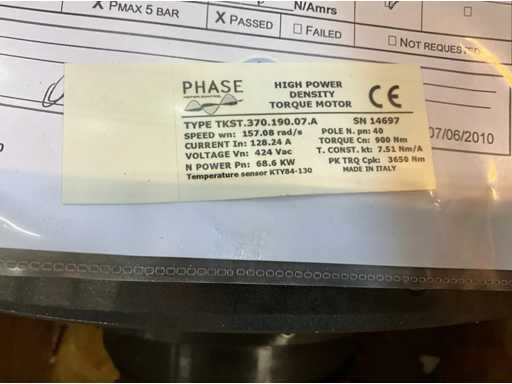 X PMAX 5 BAR
X PASSED
□ FAILED
N/Amrs
□ NOT REQUESTED
07/06/2010
PHASE
MOTION CONTROL
HIGH POWER
DENSITY
TORQUE MOTOR
CE
TYPE TKST.370.190.07.A SN 14697
SPEED wn: 157.08 rad/s POLE N. pn: 40
CURRENT In: 128.24 A TORQUE Cn: 900 Nm
VOLTAGE Vn: 424 Vac T. CONST. kt: 7.51 Nm/A
N POWER Pn: 68.6 KW PK TRQ Cpk: 3650 Nm
Temperature sensor KTY84-130 MADE IN ITALY